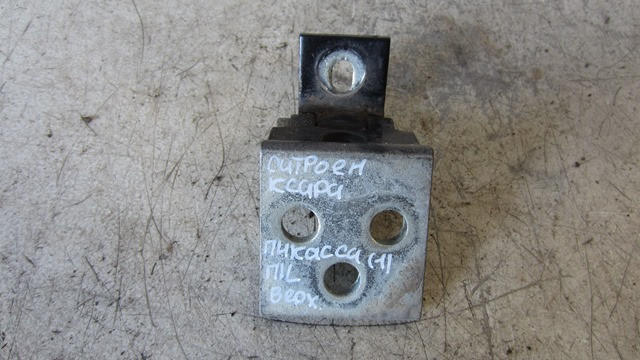 Ситроен
Ксара
Пикасса (1)
П/L
Верх.